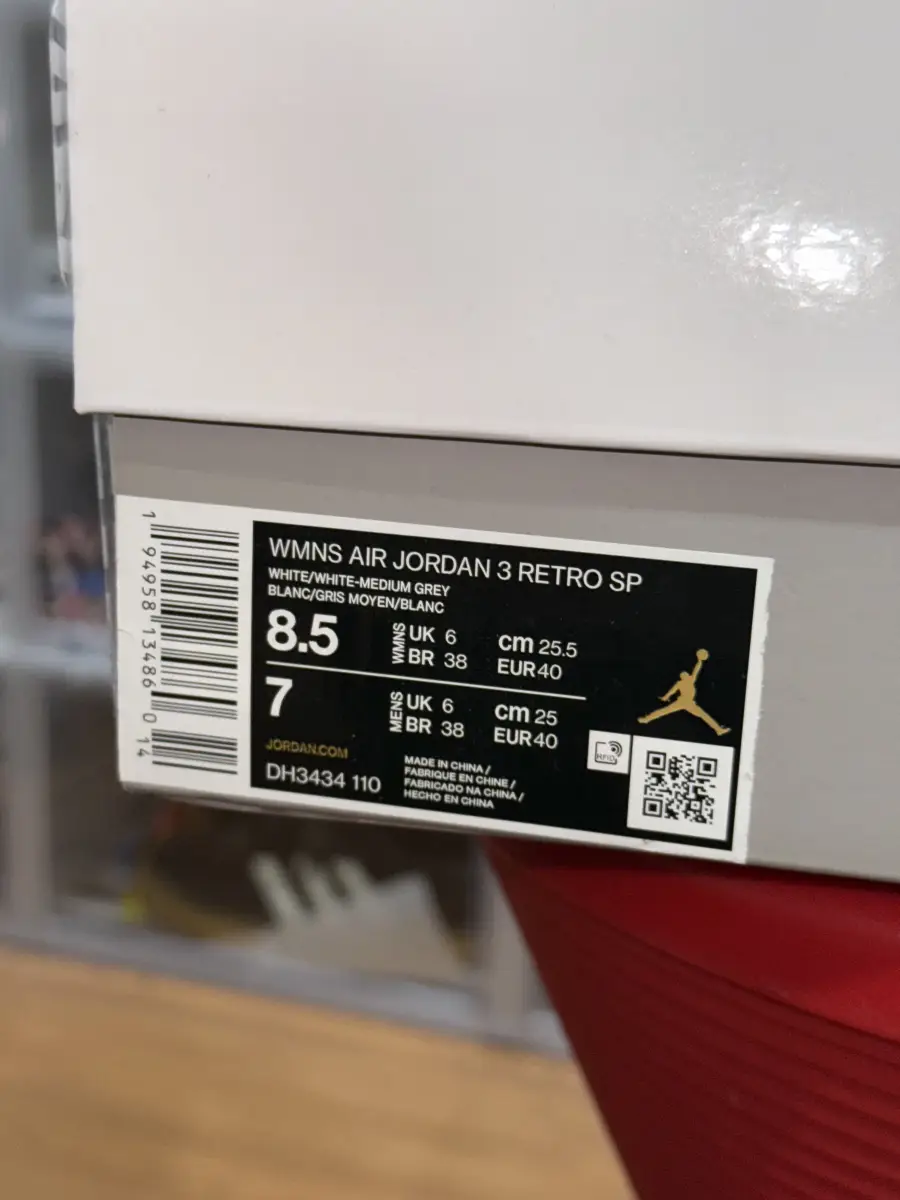 WMNS AIR JORDAN 3 RETRO SP
WHITE/WHITE-MEDIUM GREY
BLANC/GRIS MOYEN/BLANC
8.5
WMNS
UK 6
BR 38
cm 25.5
EUR 40
7
MENS
UK 6
BR 38
cm 25
EUR 40
JORDAN.COM
DH3434 110
MADE IN CHINA /
FABRIQUE EN CHINE /
FABRICADO NA CHINA /
HECHO EN CHINA
RFID
1 94958 13486 0 14